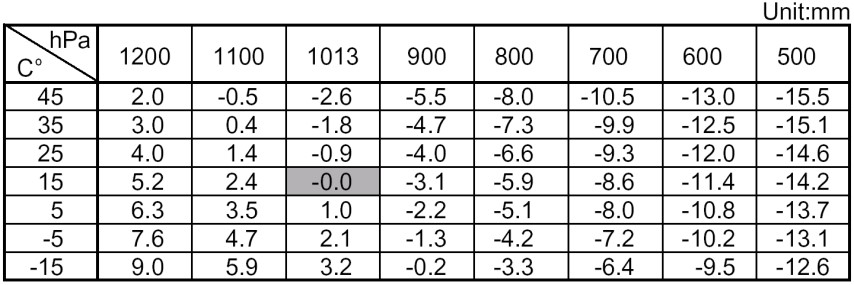 Unit:mm
hPa C° 1200 1100 1013 900 800 700 600 500
45 2.0 -0.5 -2.6 -5.5 -8.0 -10.5 -13.0 -15.5
35 3.0 0.4 -1.8 -4.7 -7.3 -9.9 -12.5 -15.1
25 4.0 1.4 -0.9 -4.0 -6.6 -9.3 -12.0 -14.6
15 5.2 2.4 -0.0 -3.1 -5.9 -8.6 -11.4 -14.2
5 6.3 3.5 1.0 -2.2 -5.1 -8.0 -10.8 -13.7
-5 7.6 4.7 2.1 -1.3 -4.2 -7.2 -10.2 -13.1
-15 9.0 5.9 3.2 -0.2 -3.3 -6.4 -9.5 -12.6